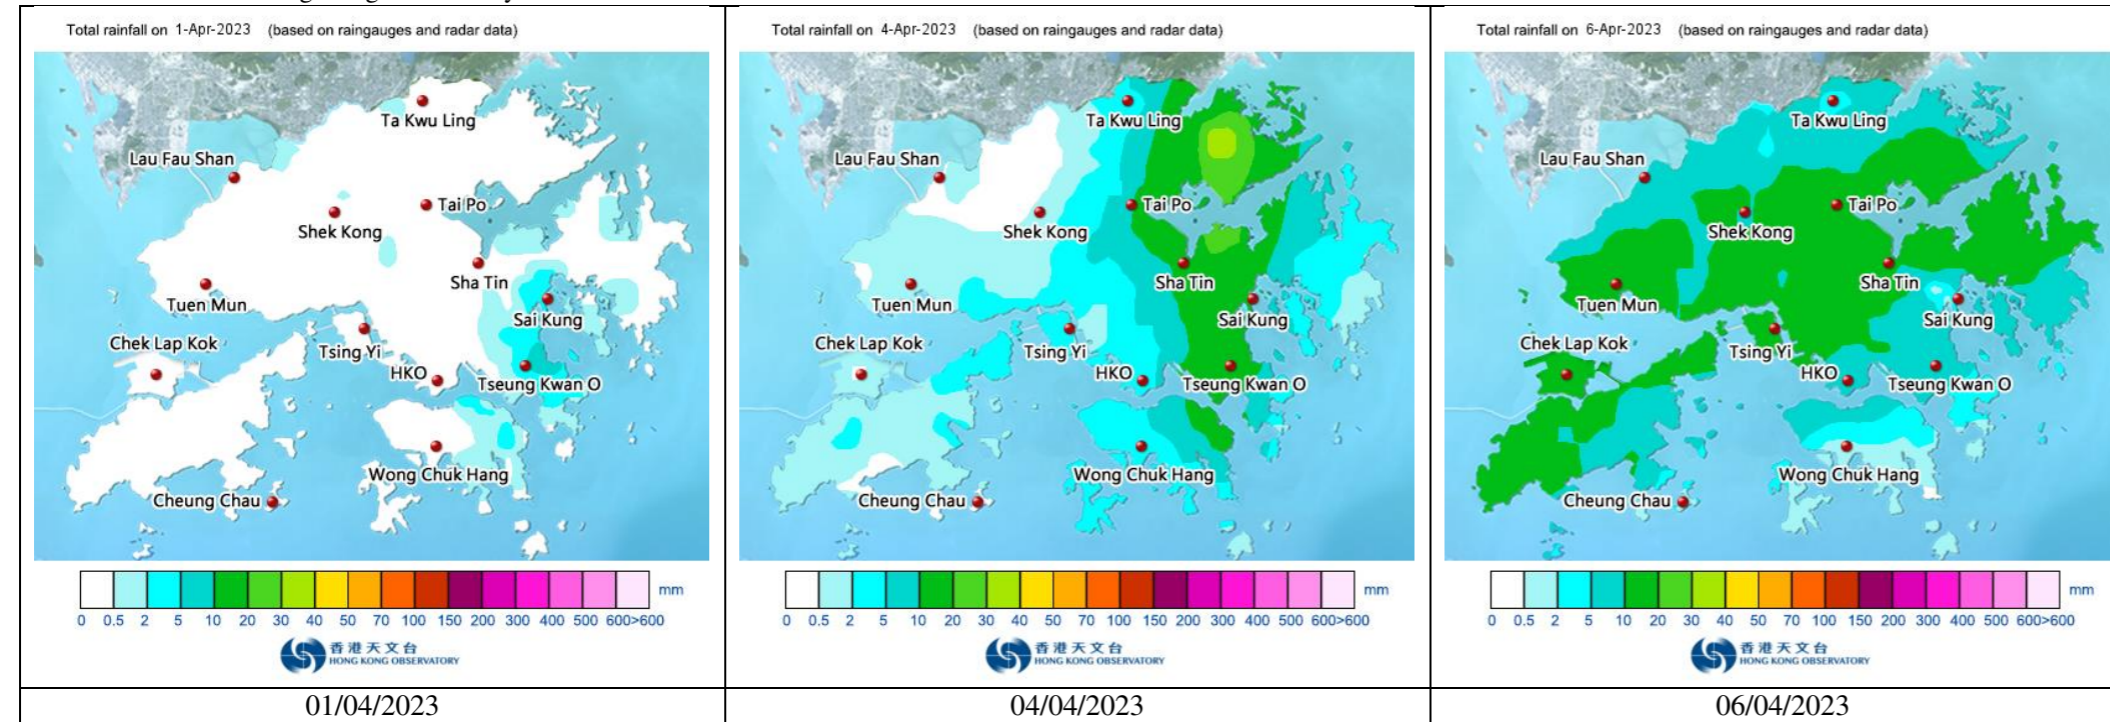 Total rainfall on 1-Apr-2023 (based on raingauges and radar data)
Ta Kwu Ling
Lau Fau Shan
Tai Po
Shek Kong
Sha Tin
Tuen Mun
Sai Kung
Chek Lap Kok
Tsing Yi
HKO
Tseung Kwan O
Wong Chuk Hang
Cheung Chau
mm
0 0.5 2 5 10 20 30 40 50 70 100 150 200 300 400 500 600>600
香港天文台
HONG KONG OBSERVATORY
01/04/2023
Total rainfall on 4-Apr-2023 (based on raingauges and radar data)
Ta Kwu Ling
Lau Fau Shan
Tai Po
Shek Kong
Sha Tin
Tuen Mun
Sai Kung
Chek Lap Kok
Tsing Yi
HKO
Tseung Kwan O
Wong Chuk Hang
Cheung Chau
mm
0 0.5 2 5 10 20 30 40 50 70 100 150 200 300 400 500 600>600
香港天文台
HONG KONG OBSERVATORY
04/04/2023
Total rainfall on 6-Apr-2023 (based on raingauges and radar data)
Ta Kwu Ling
Lau Fau Shan
Tai Po
Shek Kong
Sha Tin
Tuen Mun
Sai Kung
Chek Lap Kok
Tsing Yi
HKO
Tseung Kwan O
Wong Chuk Hang
Cheung Chau
mm
0 0.5 2 5 10 20 30 40 50 70 100 150 200 300 400 500 600>600
香港天文台
HONG KONG OBSERVATORY
06/04/2023